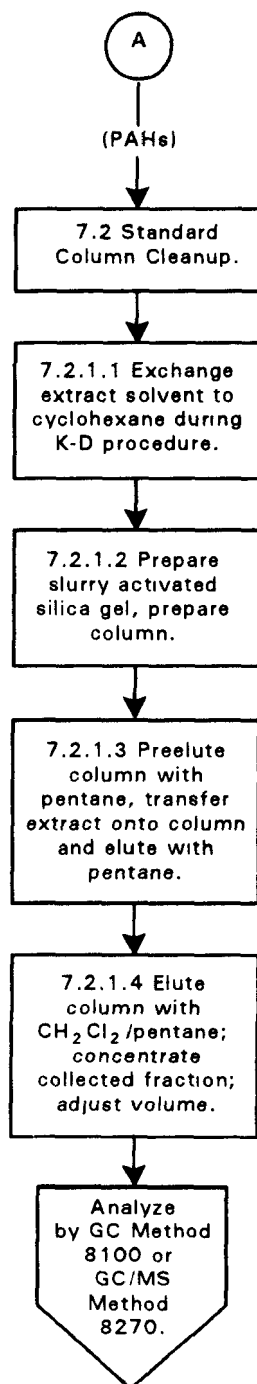 A
(PAHs)
7.2 Standard
Column Cleanup.
7.2.1.1 Exchange
extract solvent to
cyclohexane during
K-D procedure.
7.2.1.2 Prepare
slurry activated
silica gel, prepare
column.
7.2.1.3 Preelute
column with
pentane, transfer
extract onto column
and elute with
pentane.
7.2.1.4 Elute
column with
CH₂Cl₂/pentane;
concentrate
collected fraction;
adjust volume.
Analyze
by GC Method
8100 or
GC/MS
Method
8270.